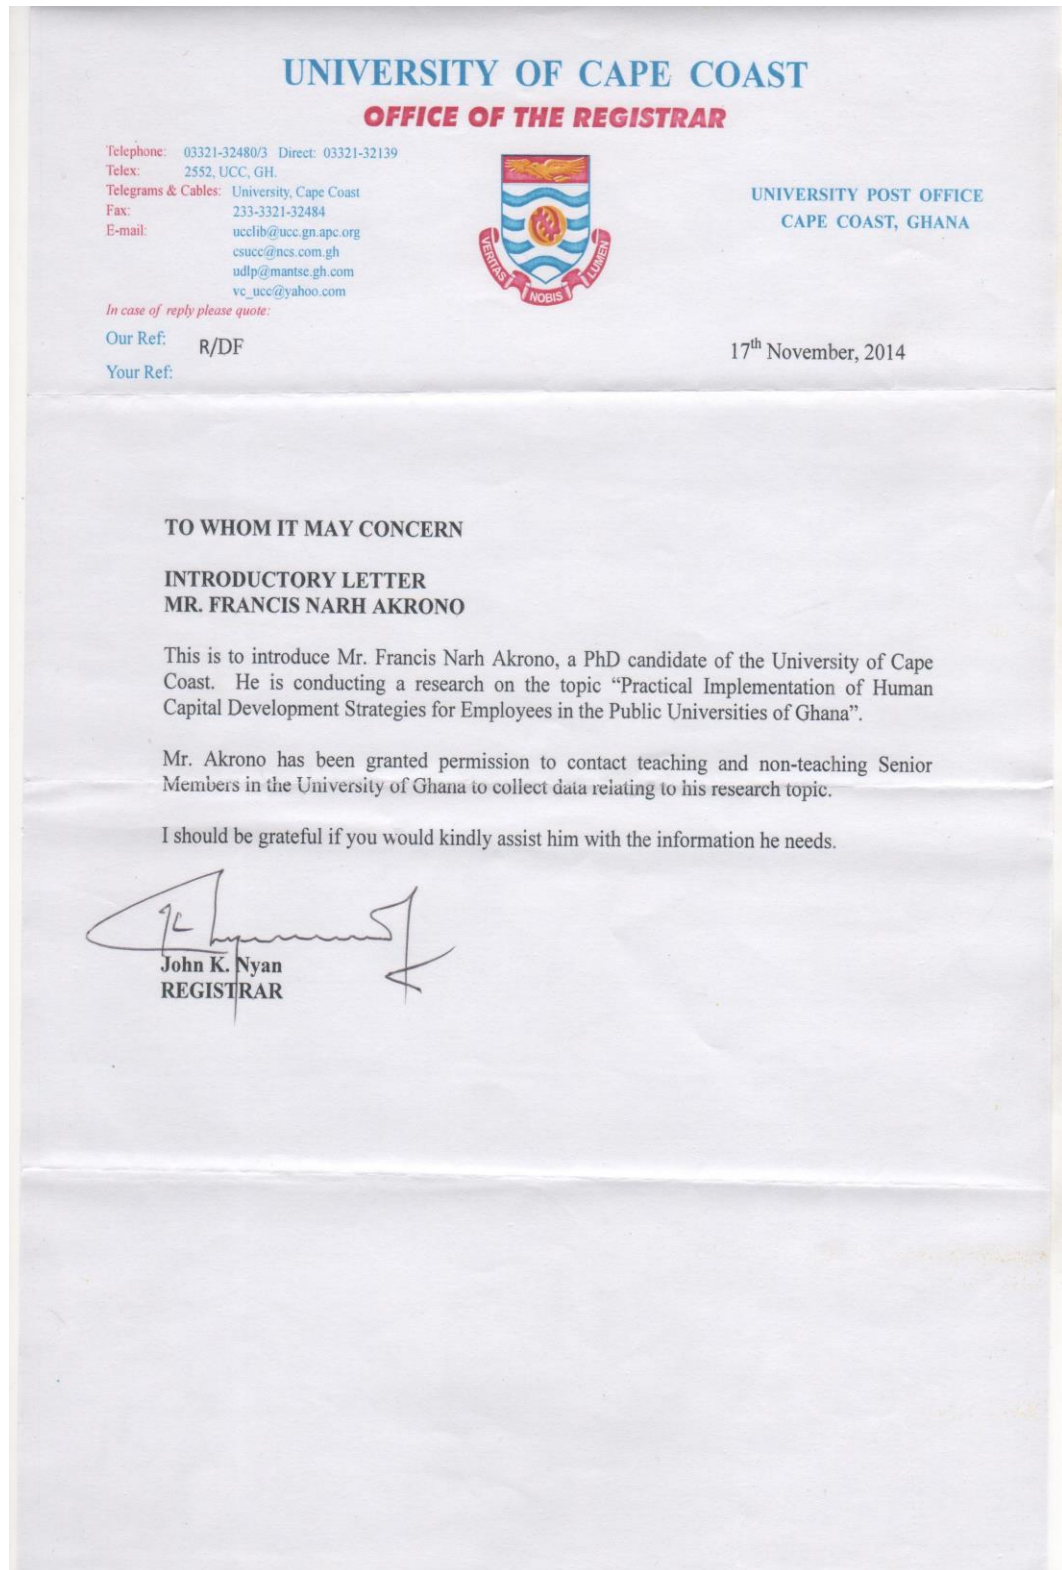 UNIVERSITY OF CAPE COAST
OFFICE OF THE REGISTRAR
Telephone: 03321-32480/3 Direct: 03321-32139
Telex: 2552, UCC, GH.
Telegrams & Cables: University, Cape Coast
Fax: 233-3321-32484
E-mail: ucclib@ucc.gn.apc.org
csucc@ncs.com.gh
udlp@mantse.gh.com
vc_ucc@yahoo.com
VERITAS NOBIS LUMEN
UNIVERSITY POST OFFICE
CAPE COAST, GHANA
In case of reply please quote:
Our Ref: R/DF
17th November, 2014
Your Ref:
TO WHOM IT MAY CONCERN
INTRODUCTORY LETTER
MR. FRANCIS NARH AKRONO
This is to introduce Mr. Francis Narh Akrono, a PhD candidate of the University of Cape
Coast. He is conducting a research on the topic “Practical Implementation of Human
Capital Development Strategies for Employees in the Public Universities of Ghana”.
Mr. Akrono has been granted permission to contact teaching and non-teaching Senior
Members in the University of Ghana to collect data relating to his research topic.
I should be grateful if you would kindly assist him with the information he needs.
John K. Nyan
REGISTRAR